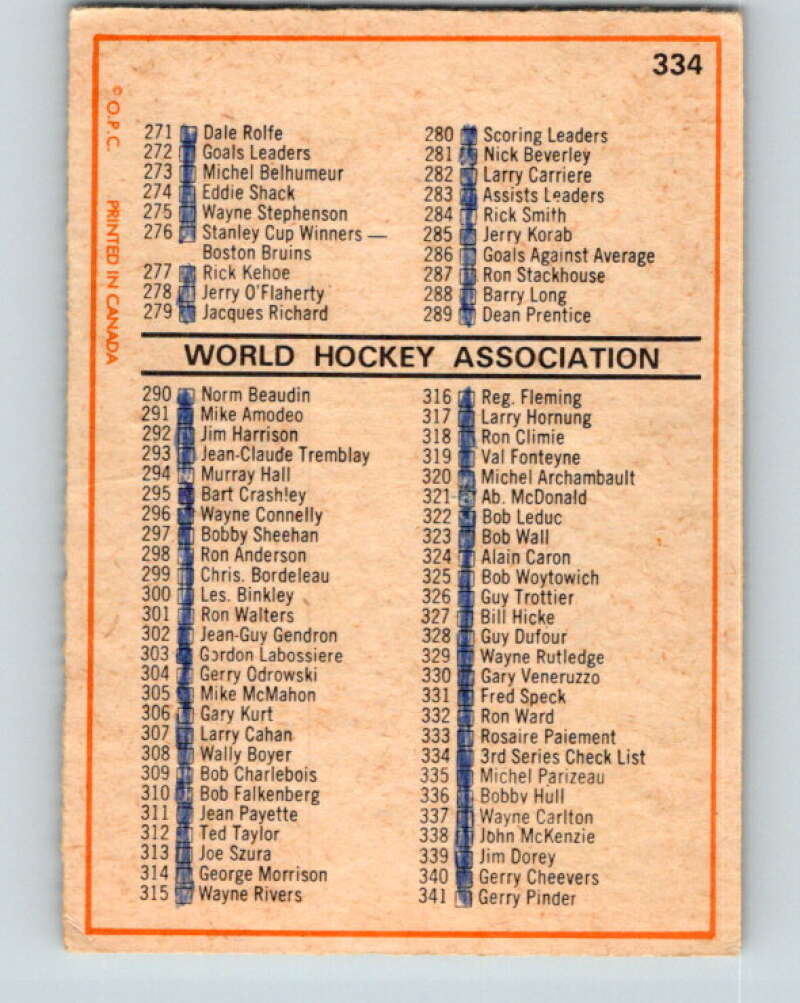 334
© O.P.C. PRINTED IN CANADA
271 Dale Rolfe
272 Goals Leaders
273 Michel Belhumeur
274 Eddie Shack
275 Wayne Stephenson
276 Stanley Cup Winners —
Boston Bruins
277 Rick Kehoe
278 Jerry O'Flaherty
279 Jacques Richard
280 Scoring Leaders
281 Nick Beverley
282 Larry Carriere
283 Assists Leaders
284 Rick Smith
285 Jerry Korab
286 Goals Against Average
287 Ron Stackhouse
288 Barry Long
289 Dean Prentice
WORLD HOCKEY ASSOCIATION
290 Norm Beaudin
291 Mike Amodeo
292 Jim Harrison
293 Jean-Claude Tremblay
294 Murray Hall
295 Bart Crashley
296 Wayne Connelly
297 Bobby Sheehan
298 Ron Anderson
299 Chris. Bordeleau
300 Les. Binkley
301 Ron Walters
302 Jean-Guy Gendron
303 Gordon Labossiere
304 Gerry Odrowski
305 Mike McMahon
306 Gary Kurt
307 Larry Cahan
308 Wally Boyer
309 Bob Charlebois
310 Bob Falkenberg
311 Jean Payette
312 Ted Taylor
313 Joe Szura
314 George Morrison
315 Wayne Rivers
316 Reg. Fleming
317 Larry Hornung
318 Ron Climie
319 Val Fonteyne
320 Michel Archambault
321 Ab. McDonald
322 Bob Leduc
323 Bob Wall
324 Alain Caron
325 Bob Woytowich
326 Guy Trottier
327 Bill Hicke
328 Guy Dufour
329 Wayne Rutledge
330 Gary Veneruzzo
331 Fred Speck
332 Ron Ward
333 Rosaire Paiement
334 3rd Series Check List
335 Michel Parizeau
336 Bobby Hull
337 Wayne Carlton
338 John McKenzie
339 Jim Dorey
340 Gerry Cheevers
341 Gerry Pinder